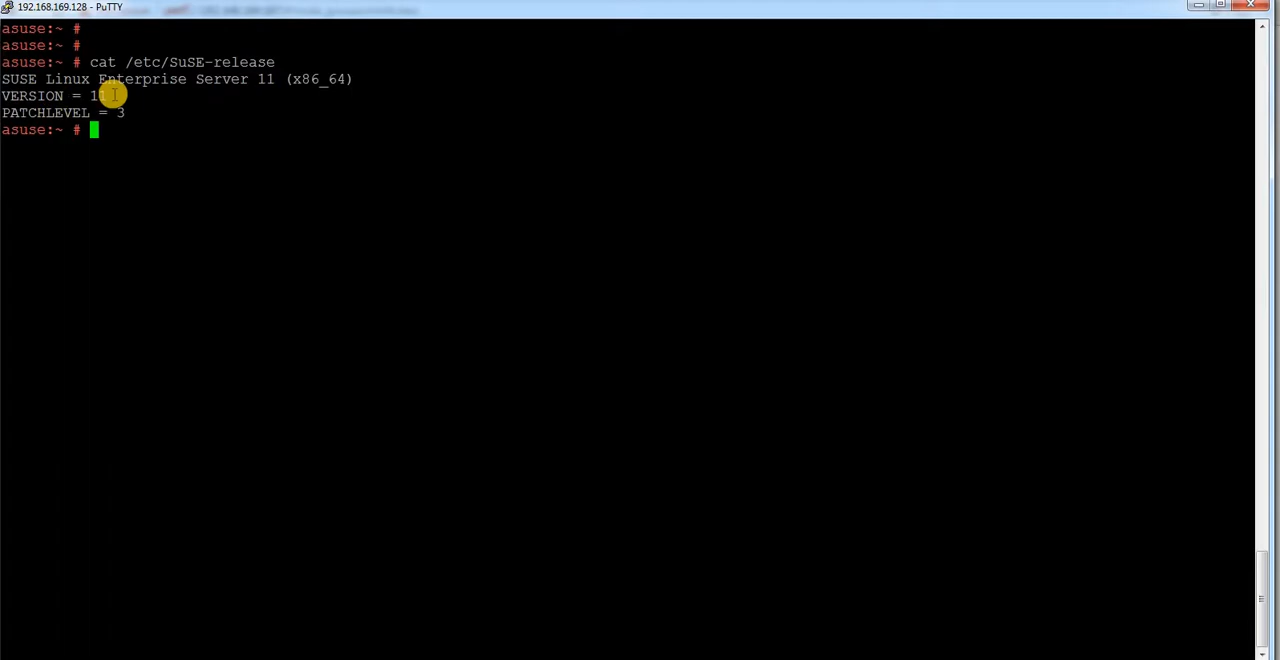 192.168.169.128 - PuTTY
asuse:~ #
asuse:~ #
asuse:~ # cat /etc/SuSE-release
SUSE Linux Enterprise Server 11 (x86_64)
VERSION = 11
PATCHLEVEL = 3
asuse:~ #